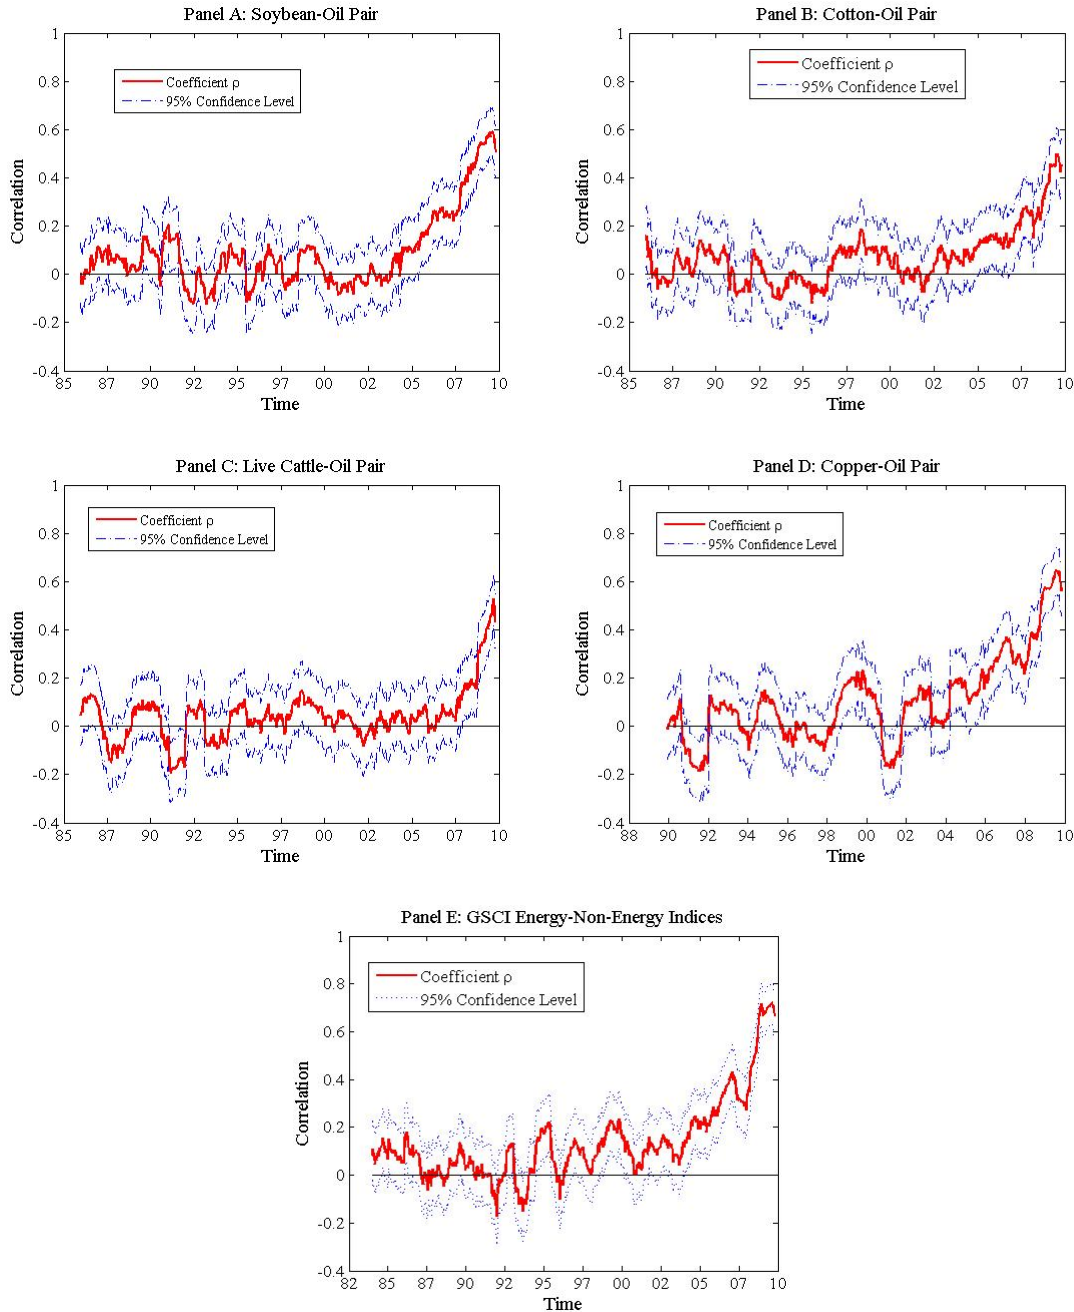 Panel A: Soybean-Oil Pair
1
0.8
0.6
0.4
0.2
0
-0.2
-0.4
Correlation
Coefficient ρ
95% Confidence Level
85 87 90 92 95 97 00 02 05 07 10
Time
Panel B: Cotton-Oil Pair
1
0.8
0.6
0.4
0.2
0
-0.2
-0.4
Correlation
Coefficient ρ
95% Confidence Level
85 87 90 92 95 97 00 02 05 07 10
Time
Panel C: Live Cattle-Oil Pair
1
0.8
0.6
0.4
0.2
0
-0.2
-0.4
Correlation
Coefficient ρ
95% Confidence Level
85 87 90 92 95 97 00 02 05 07 10
Time
Panel D: Copper-Oil Pair
1
0.8
0.6
0.4
0.2
0
-0.2
-0.4
Correlation
Coefficient ρ
95% Confidence Level
88 90 92 94 96 98 00 02 04 06 08 10
Time
Panel E: GSCI Energy-Non-Energy Indices
1
0.8
0.6
0.4
0.2
0
-0.2
-0.4
Correlation
Coefficient ρ
95% Confidence Level
82 85 87 90 92 95 97 00 02 05 07 10
Time